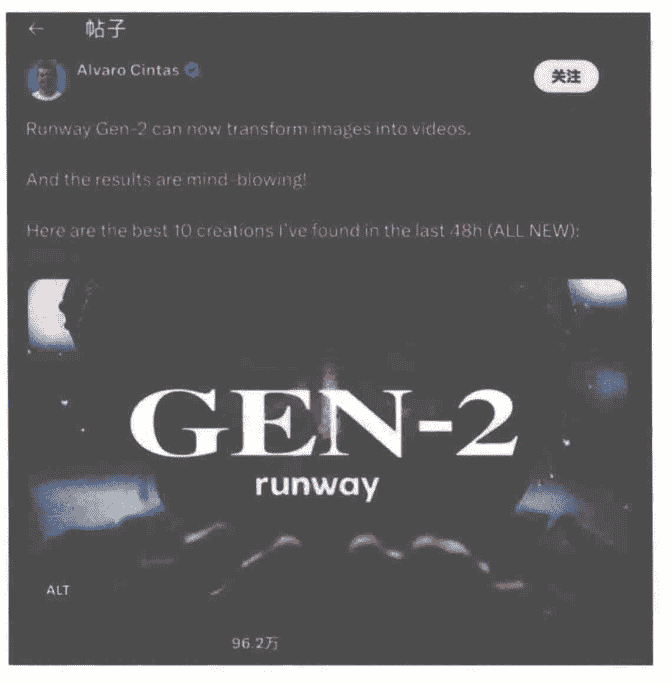 ← 帖子
Alvaro Cintas
关注
Runway Gen-2 can now transform images into videos.
And the results are mind-blowing!
Here are the best 10 creations I've found in the last 48h (ALL NEW):
GEN-2
runway
ALT
96.2万